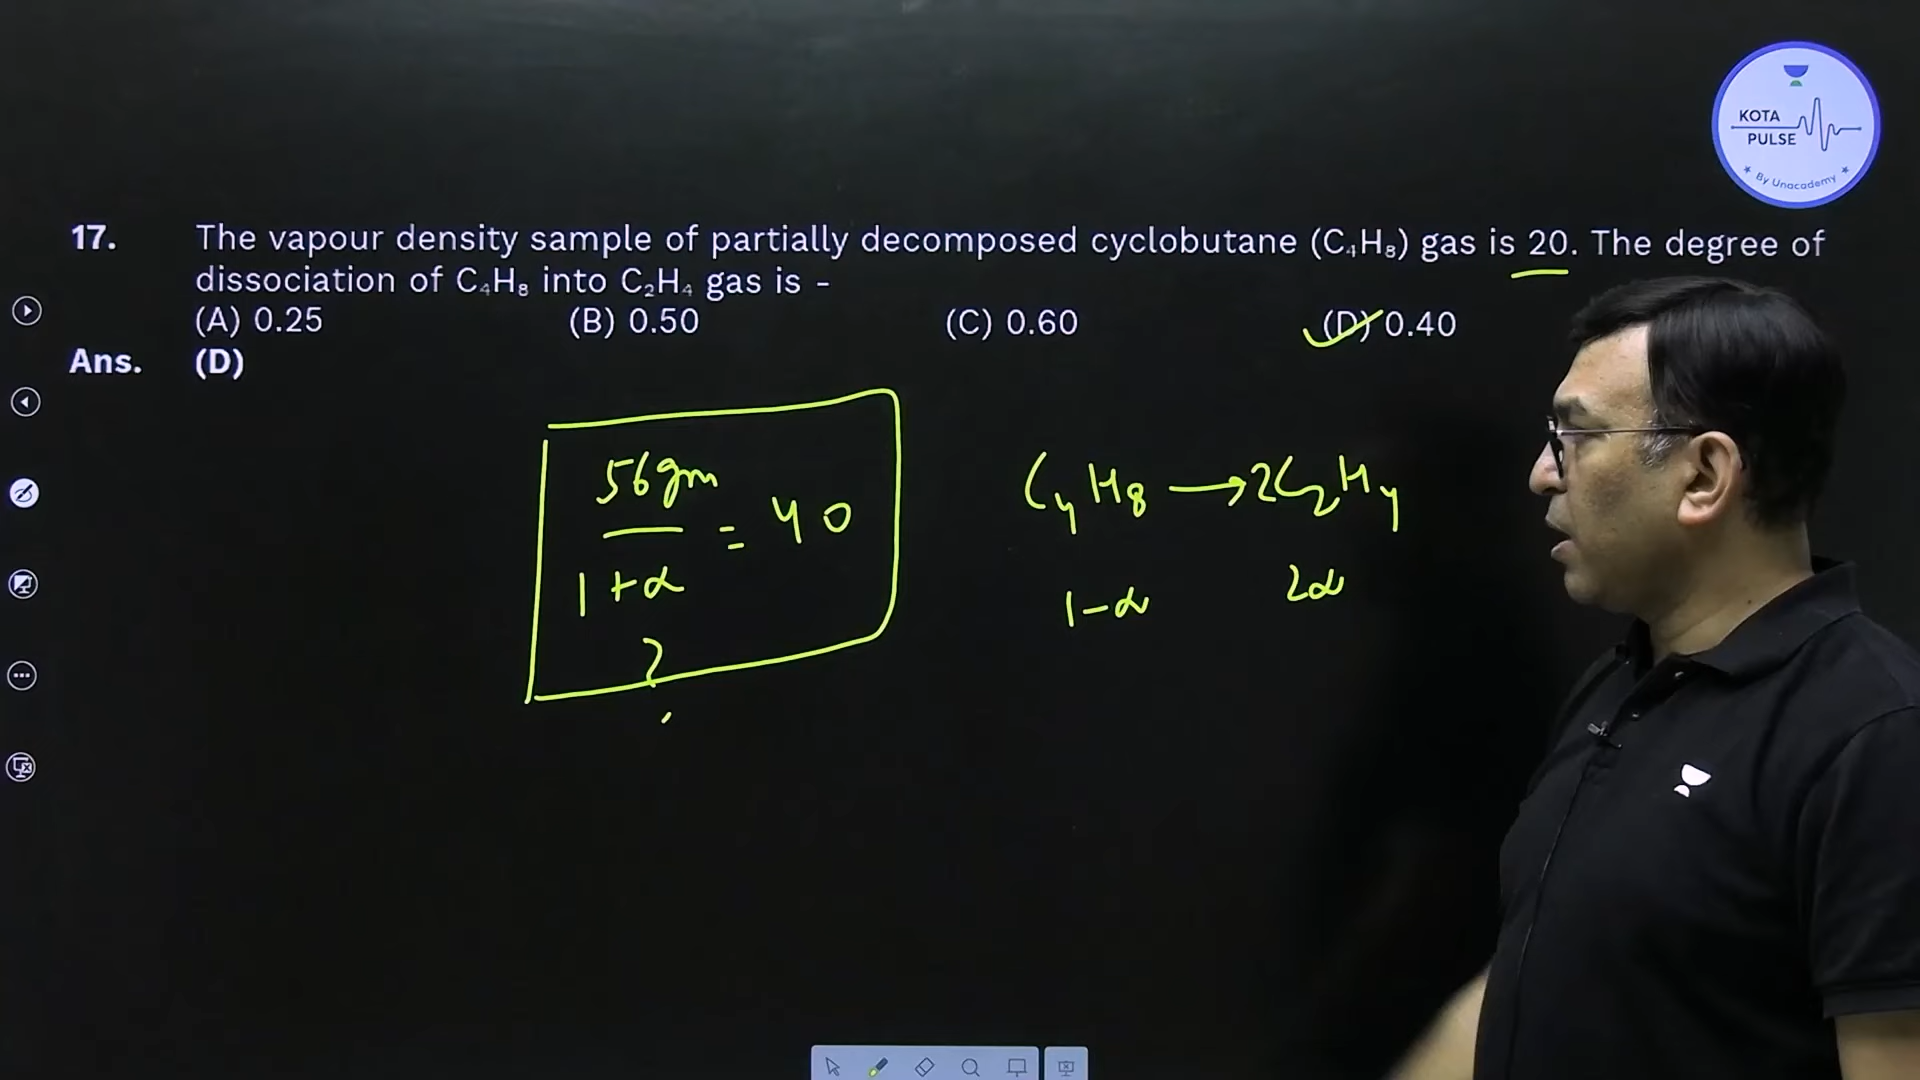 KOTA
PULSE
By Unacademy
17. The vapour density sample of partially decomposed cyclobutane (C₄H₈) gas is 20. The degree of
dissociation of C₄H₈ into C₂H₄ gas is -
(A) 0.25 (B) 0.50 (C) 0.60 (D) 0.40
Ans. (D)
56gm
= 40
1+α
?
C₄H₈ → 2C₂H₄
1-α 2α